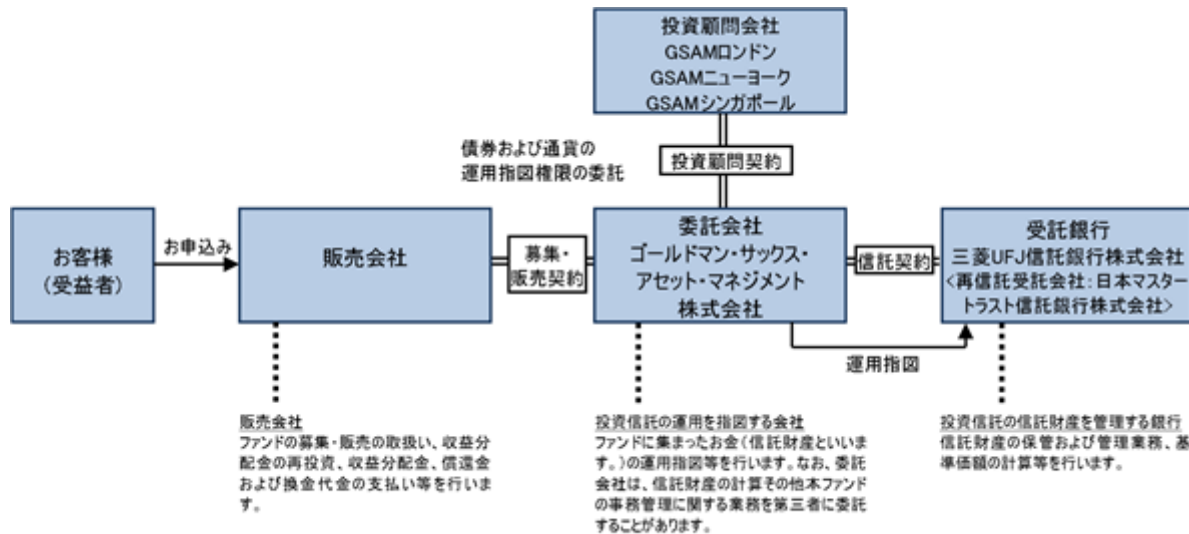 投資顧問会社
GSAMロンドン
GSAMニューヨーク
GSAMシンガポール
債券および通貨の
運用指図権限の委託
投資顧問契約
お客様
（受益者）
お申込み
販売会社
募集・
販売契約
委託会社
ゴールドマン・サックス・
アセット・マネジメント
株式会社
信託契約
受託銀行
三菱UFJ信託銀行株式会社
<再信託受託会社：日本マスター
トラスト信託銀行株式会社>
運用指図
販売会社
ファンドの募集・販売の取扱い、収益分
配金の再投資、収益分配金、償還金
および換金代金の支払い等を行いま
す。
投資信託の運用を指図する会社
ファンドに集まったお金（信託財産といいま
す。）の運用指図等を行います。なお、委託
会社は、信託財産の計算その他本ファンド
の事務管理に関する業務を第三者に委託
することがあります。
投資信託の信託財産を管理する銀行
信託財産の保管および管理業務、基
準価額の計算等を行います。